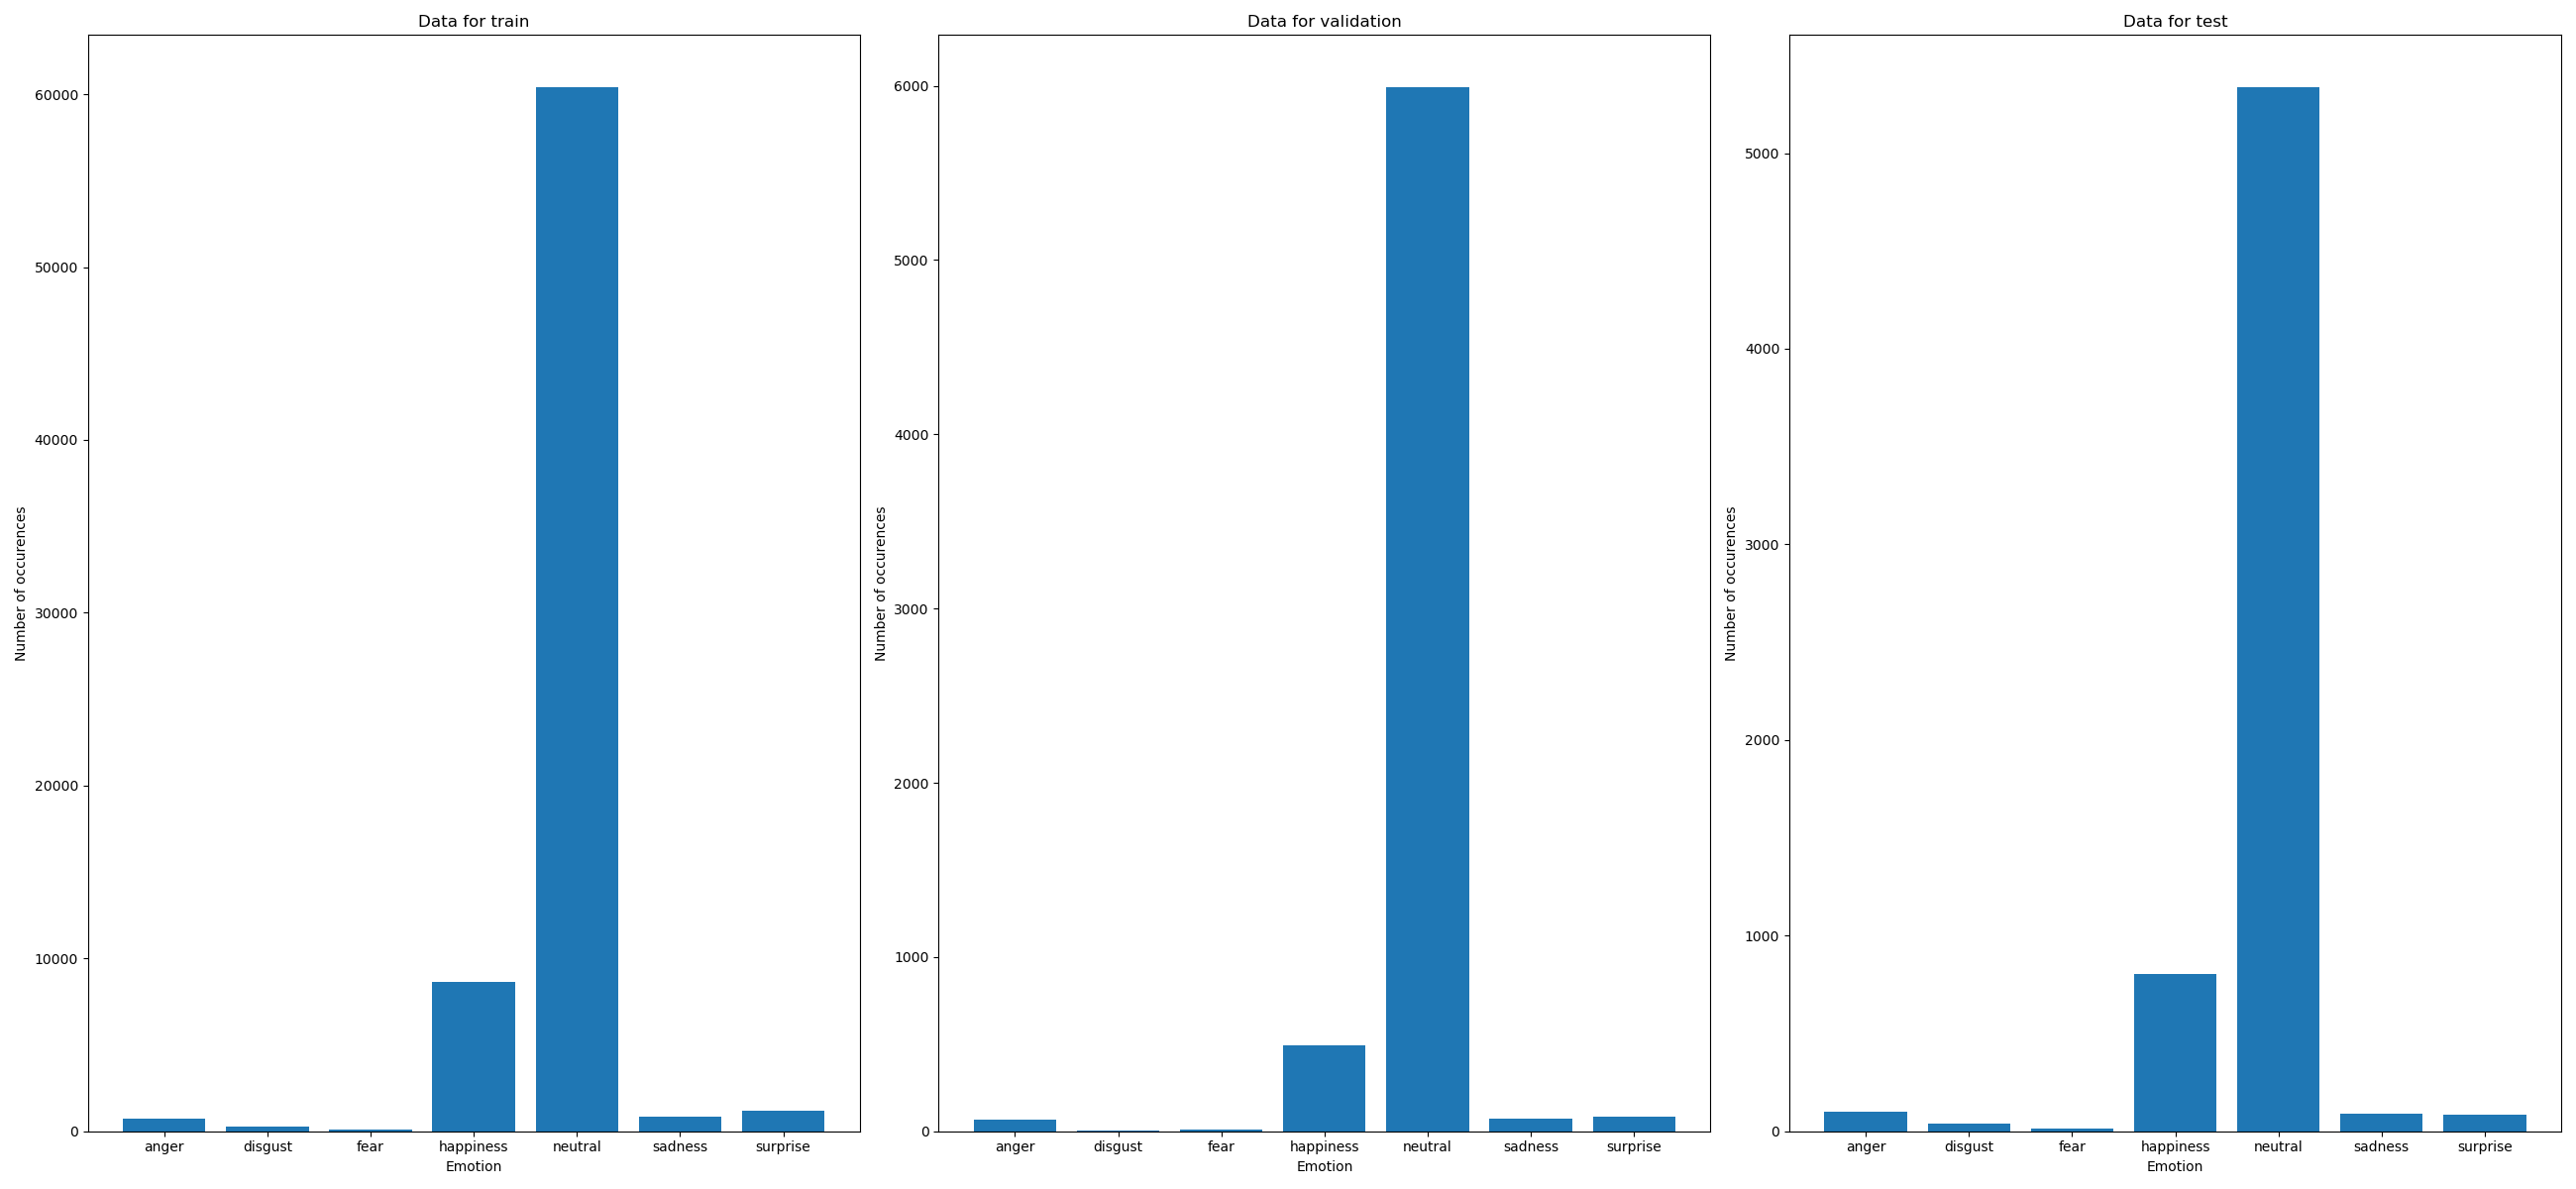 Data for train
60000
50000
40000
30000
20000
10000
0
Number of occurences
anger disgust fear happiness neutral sadness surprise
Emotion
Data for validation
6000
5000
4000
3000
2000
1000
0
Number of occurences
anger disgust fear happiness neutral sadness surprise
Emotion
Data for test
5000
4000
3000
2000
1000
0
Number of occurences
anger disgust fear happiness neutral sadness surprise
Emotion